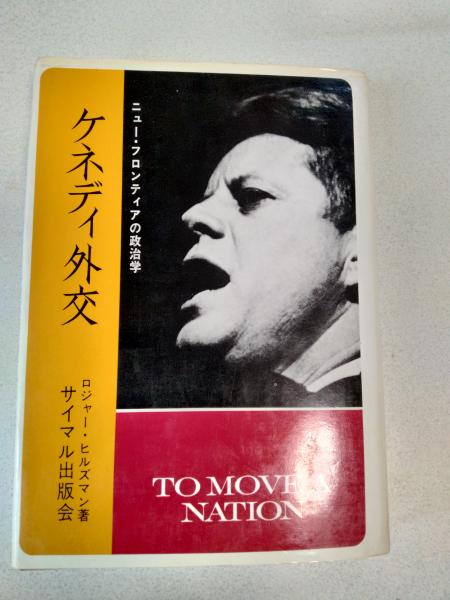 ケネディ外交
ニュー・フロンティアの政治学
ロジャー・ヒルズマン著
サイマル出版会
TO MOVE A
NATION